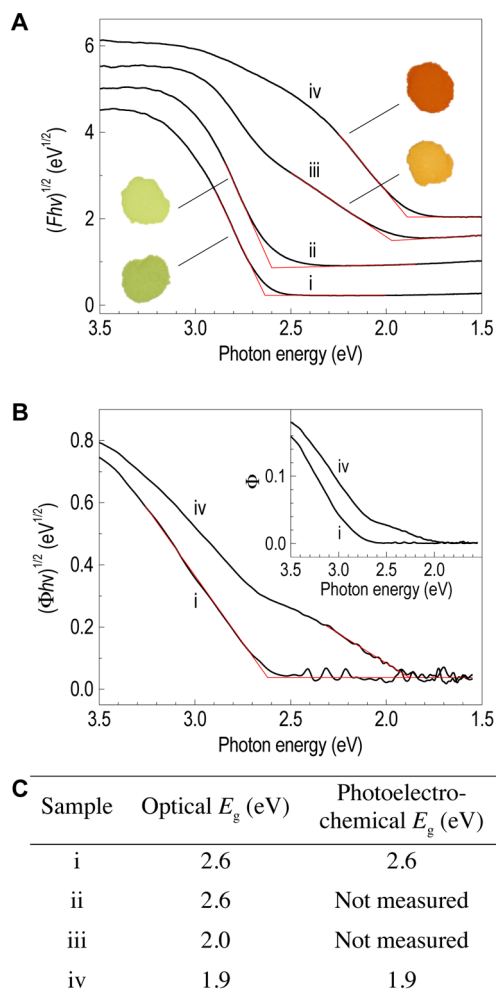 A
(Fhν)^1/2 (eV^1/2)
6
4
2
0
iv
iii
ii
i
3.5 3.0 2.5 2.0 1.5
Photon energy (eV)
B
(Φhν)^1/2 (eV^1/2)
0.8
0.6
0.4
0.2
0.0
iv
i
3.5 3.0 2.5 2.0 1.5
Photon energy (eV)
Φ
0.1
0.0
iv
i
3.5 3.0 2.5 2.0
Photon energy (eV)
C
Sample Optical Eg (eV) Photoelectro-
chemical Eg (eV)
i 2.6 2.6
ii 2.6 Not measured
iii 2.0 Not measured
iv 1.9 1.9